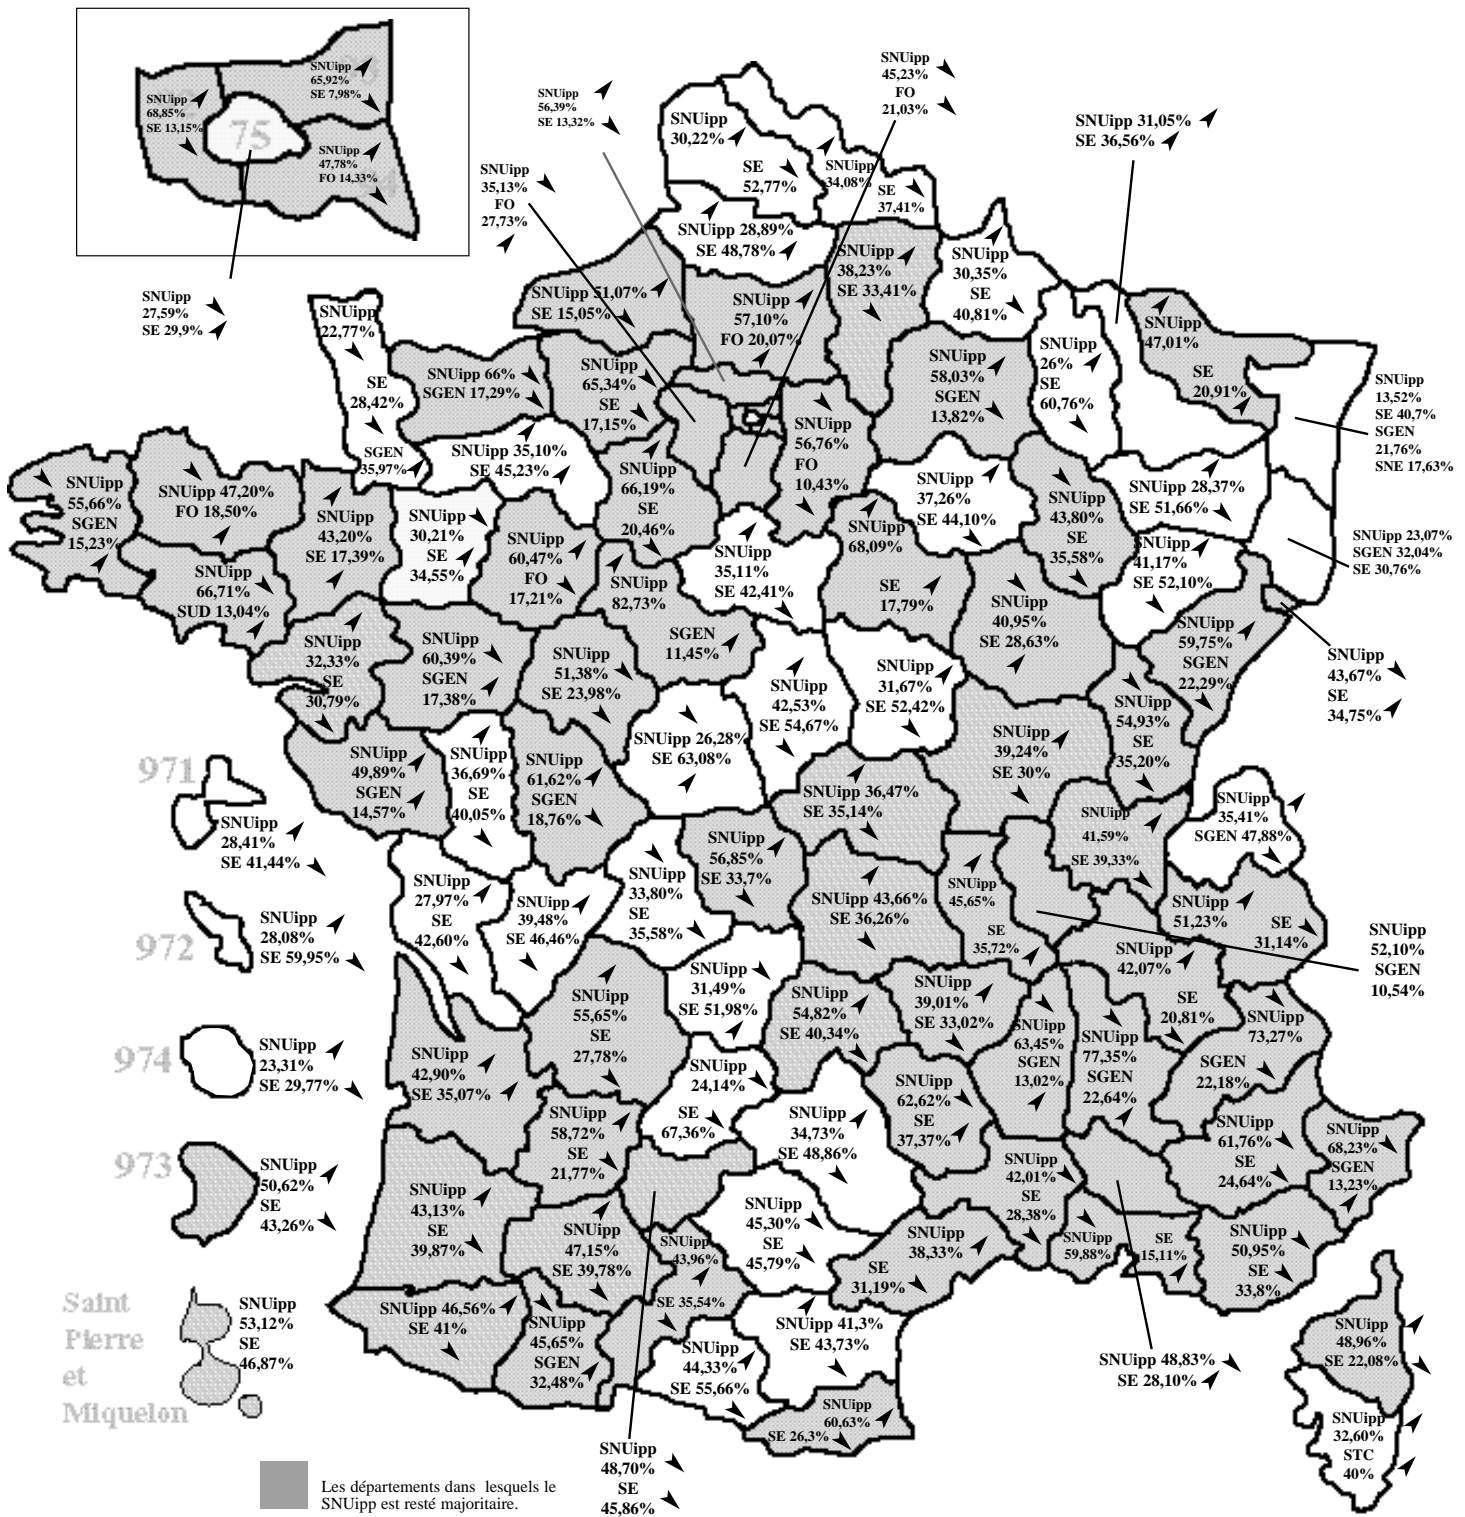 SNUipp
65,92%
SE 7,98%
SNUipp
68,85%
SE 13,15%
75
SNUipp
47,78%
FO 14,33%
SNUipp
27,59%
SE 29,9%
SNUipp
56,39%
SE 13,32%
SNUipp
45,23%
FO
21,03%
SNUipp
35,13%
FO
27,73%
SNUipp 31,05%
SE 36,56%
SNUipp
30,22%
SE
52,77%
SNUipp
34,08%
SE
37,41%
SNUipp 28,89%
SE 48,78%
SNUipp
38,23%
SE 33,41%
SNUipp
30,35%
SE
40,81%
SNUipp 51,07%
SE 15,05%
SNUipp
57,10%
FO 20,07%
SNUipp
22,77%
SE
28,42%
SGEN
35,97%
SNUipp 66%
SGEN 17,29%
SNUipp
65,34%
SE
17,15%
SNUipp
58,03%
SGEN
13,82%
SNUipp
26%
SE
60,76%
SNUipp
47,01%
SE
20,91%
SNUipp
13,52%
SE 40,7%
SGEN
21,76%
SNE 17,63%
SNUipp 35,10%
SE 45,23%
SNUipp
56,76%
FO
10,43%
SNUipp
66,19%
SE
20,46%
SNUipp
37,26%
SE 44,10%
SNUipp
43,80%
SE
35,58%
SNUipp 28,37%
SE 51,66%
SNUipp
55,66%
SGEN
15,23%
SNUipp 47,20%
FO 18,50%
SNUipp
43,20%
SE 17,39%
SNUipp
30,21%
SE
34,55%
SNUipp
60,47%
FO
17,21%
SNUipp
66,71%
SUD 13,04%
SNUipp
82,73%
SGEN
11,45%
SNUipp
35,11%
SE 42,41%
SNUipp
68,09%
SE
17,79%
SNUipp
40,95%
SE 28,63%
SNUipp
41,17%
SE 52,10%
SNUipp 23,07%
SGEN 32,04%
SE 30,76%
SNUipp
32,33%
SE
30,79%
SNUipp
60,39%
SGEN
17,38%
SNUipp
51,38%
SE 23,98%
SNUipp
42,53%
SE 54,67%
SNUipp
31,67%
SE 52,42%
SNUipp
59,75%
SGEN
22,29%
SNUipp
43,67%
SE
34,75%
SNUipp
54,93%
SE
35,20%
SNUipp
49,89%
SGEN
14,57%
SNUipp
36,69%
SE
40,05%
SNUipp
61,62%
SGEN
18,76%
SNUipp 26,28%
SE 63,08%
SNUipp
39,24%
SE 30%
971
SNUipp
28,41%
SE 41,44%
SNUipp 36,47%
SE 35,14%
SNUipp
41,59%
SE 39,33%
SNUipp
35,41%
SGEN 47,88%
SNUipp
27,97%
SE
42,60%
SNUipp
39,48%
SE 46,46%
SNUipp
33,80%
SE
35,58%
SNUipp
56,85%
SE 33,7%
SNUipp 43,66%
SE 36,26%
SNUipp
45,65%
SE
35,72%
SNUipp
51,23%
SE
31,14%
SNUipp
52,10%
SGEN
10,54%
972
SNUipp
28,08%
SE 59,95%
SNUipp
31,49%
SE 51,98%
SNUipp
42,07%
SE
20,81%
SNUipp
55,65%
SE
27,78%
SNUipp
54,82%
SE 40,34%
SNUipp
39,01%
SE 33,02%
SNUipp
63,45%
SGEN
13,02%
SNUipp
77,35%
SGEN
22,64%
SNUipp
73,27%
SGEN
22,18%
974
SNUipp
23,31%
SE 29,77%
SNUipp
42,90%
SE 35,07%
SNUipp
24,14%
SE
67,36%
SNUipp
62,62%
SE
37,37%
SNUipp
58,72%
SE
21,77%
SNUipp
34,73%
SE 48,86%
SNUipp
61,76%
SE
24,64%
SNUipp
68,23%
SGEN
13,23%
973
SNUipp
50,62%
SE
43,26%
SNUipp
43,13%
SE
39,87%
SNUipp
42,01%
SE
28,38%
SNUipp
47,15%
SE 39,78%
SNUipp
43,96%
SE 35,54%
SNUipp
45,30%
SE
45,79%
SNUipp
38,33%
SE
31,19%
SNUipp
59,88%
SE
15,11%
SNUipp
50,95%
SE
33,8%
Saint
Pierre
et
Miquelon
SNUipp
53,12%
SE
46,87%
SNUipp 46,56%
SE 41%
SNUipp
45,65%
SGEN
32,48%
SNUipp
44,33%
SE 55,66%
SNUipp 41,3%
SE 43,73%
SNUipp
60,63%
SE 26,3%
SNUipp 48,83%
SE 28,10%
SNUipp
48,96%
SE 22,08%
SNUipp
32,60%
STC
40%
SNUipp
48,70%
SE
45,86%
Les départements dans lesquels le
SNUipp est resté majoritaire.